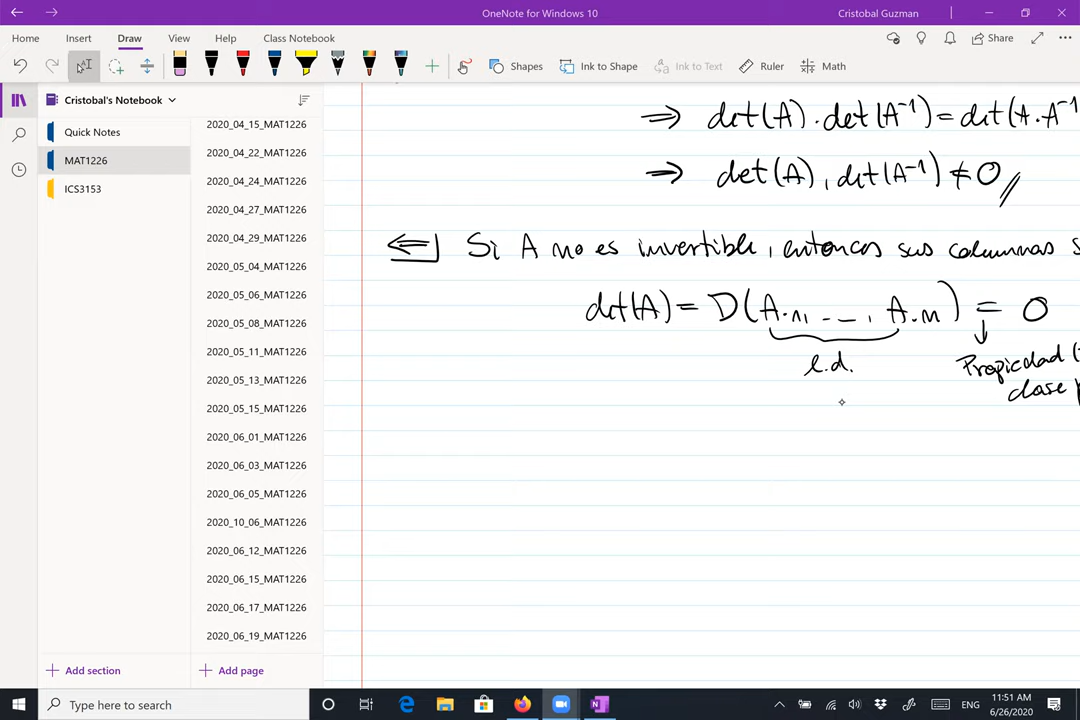 OneNote for Windows 10
Cristobal Guzman
Home Insert Draw View Help Class Notebook
Share
Shapes Ink to Shape Ink to Text Ruler Math
Cristobal's Notebook
Quick Notes
MAT1226
ICS3153
2020_04_15_MAT1226
2020_04_22_MAT1226
2020_04_24_MAT1226
2020_04_27_MAT1226
2020_04_29_MAT1226
2020_05_04_MAT1226
2020_05_06_MAT1226
2020_05_08_MAT1226
2020_05_11_MAT1226
2020_05_13_MAT1226
2020_05_15_MAT1226
2020_06_01_MAT1226
2020_06_03_MAT1226
2020_06_05_MAT1226
2020_10_06_MAT1226
2020_06_12_MAT1226
2020_06_15_MAT1226
2020_06_17_MAT1226
2020_06_19_MAT1226
Add section
Add page
⇒ det(A)·det(A⁻¹) = det(A·A⁻¹
⇒ det(A), det(A⁻¹) ≠ 0 //
⇐] Si A no es invertible, entonces sus columnas s
det(A) = D(A·1, ..., A·n) = 0
l.d.
Propiedad (
clase
Type here to search
ENG
11:51 AM
6/26/2020